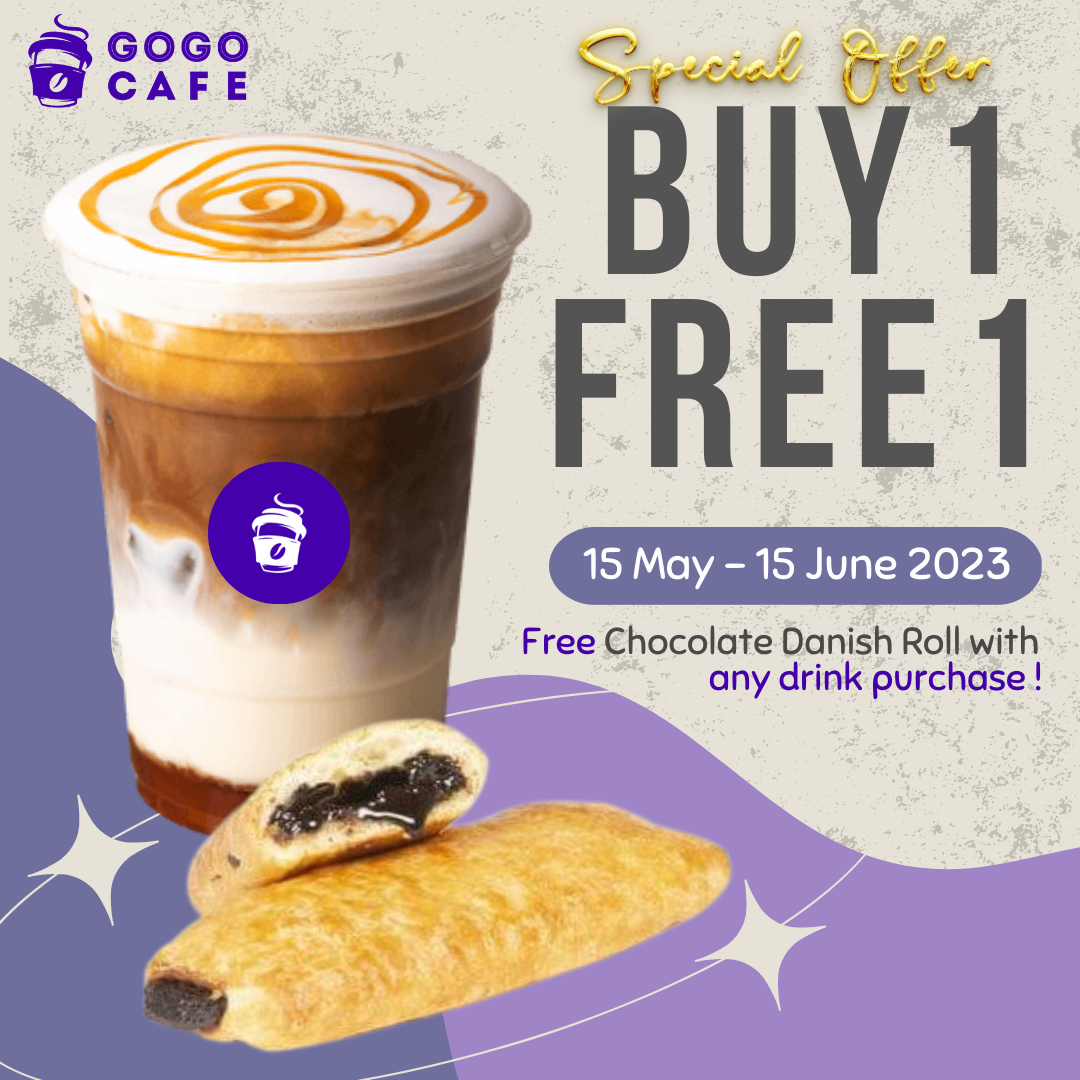 GOGO
CAFE
Special Offer
BUY 1
FREE 1
15 May – 15 June 2023
Free Chocolate Danish Roll with
any drink purchase !